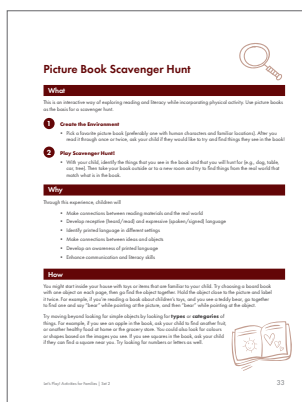 Picture Book Scavenger Hunt
What
This is an interactive way of exploring reading and literacy while incorporating physical activity. Use picture books
as the basis for a scavenger hunt.
1 Create the Environment
• Pick a favorite picture book (preferably one with human characters and familiar locations). After you
read it through once or twice, ask your child if they would like to try and find things they see in the book!
2 Play Scavenger Hunt!
• With your child, identify the things that you see in the book and that you will hunt for (e.g., dog, table,
car, tree). Then take your book outside or to a new room and try to find things from the real world that
match what is in the book.
Why
Through this experience, children will
• Make connections between reading materials and the real world
• Develop receptive (heard/read) and expressive (spoken/signed) language
• Identify printed language in different settings
• Make connections between ideas and objects
• Develop an awareness of printed language
• Enhance communication and literacy skills
How
You might start inside your house with toys or items that are familiar to your child. Try choosing a board book
with one object on each page, then go find the object together. Hold the object close to the picture and label
it twice. For example, if you're reading a book about children's toys, and you see a teddy bear, go together
to find one and say "bear" while pointing at the picture, and then "bear" while pointing at the object.
Try moving beyond looking for simple objects by looking for types or categories of
things. For example, if you see an apple in the book, ask your child to find another fruit,
or another healthy food at home or the grocery store. You could also look for colours
or shapes based on the images you see. If you see squares in the book, ask your child
if they can find a square near you. Try looking for numbers or letters as well.
Let's Play! Activities for Families | Set 2
33